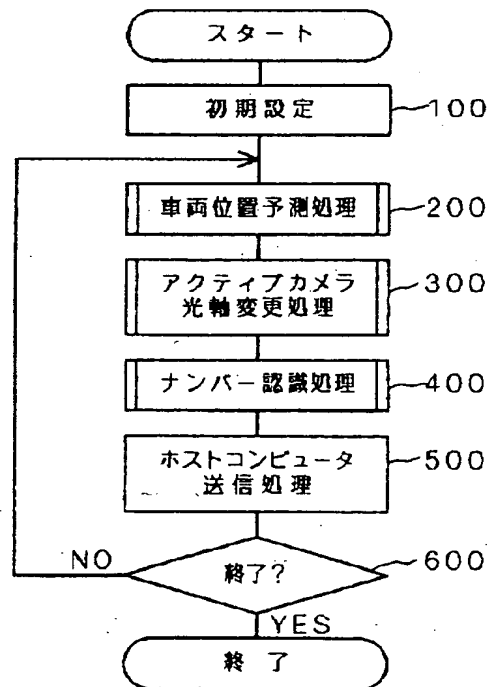 スタート
初期設定
100
車両位置予測処理
200
アクティブカメラ
光軸変更処理
300
ナンバー認識処理
400
ホストコンピュータ
送信処理
500
終了?
600
NO
YES
終了